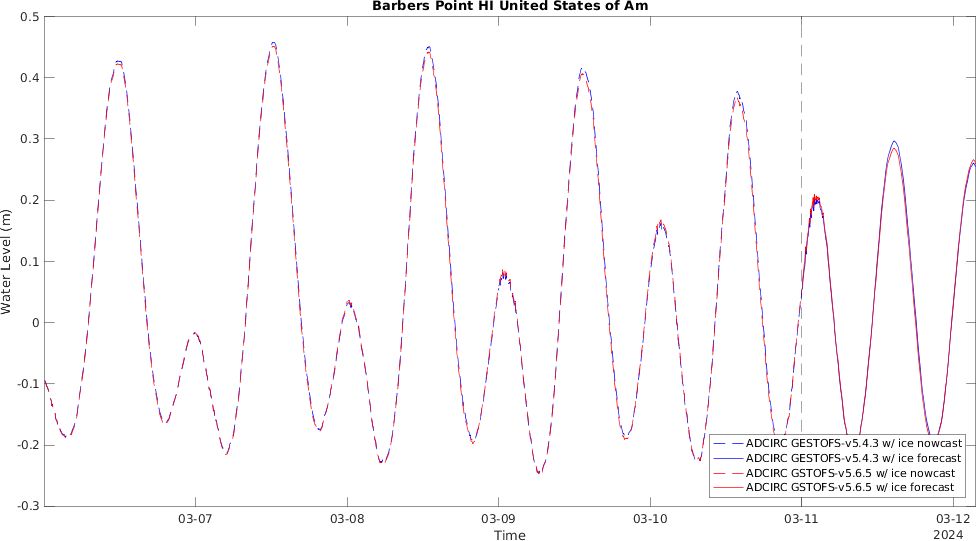 Barbers Point HI United States of Am
0.5
0.4
0.3
0.2
0.1
0
-0.1
-0.2
-0.3
Water Level (m)
ADCIRC GESTOFS-v5.4.3 w/ ice nowcast
ADCIRC GESTOFS-v5.4.3 w/ ice forecast
ADCIRC GSTOFS-v5.6.5 w/ ice nowcast
ADCIRC GSTOFS-v5.6.5 w/ ice forecast
03-07 03-08 03-09 03-10 03-11 03-12
Time 2024